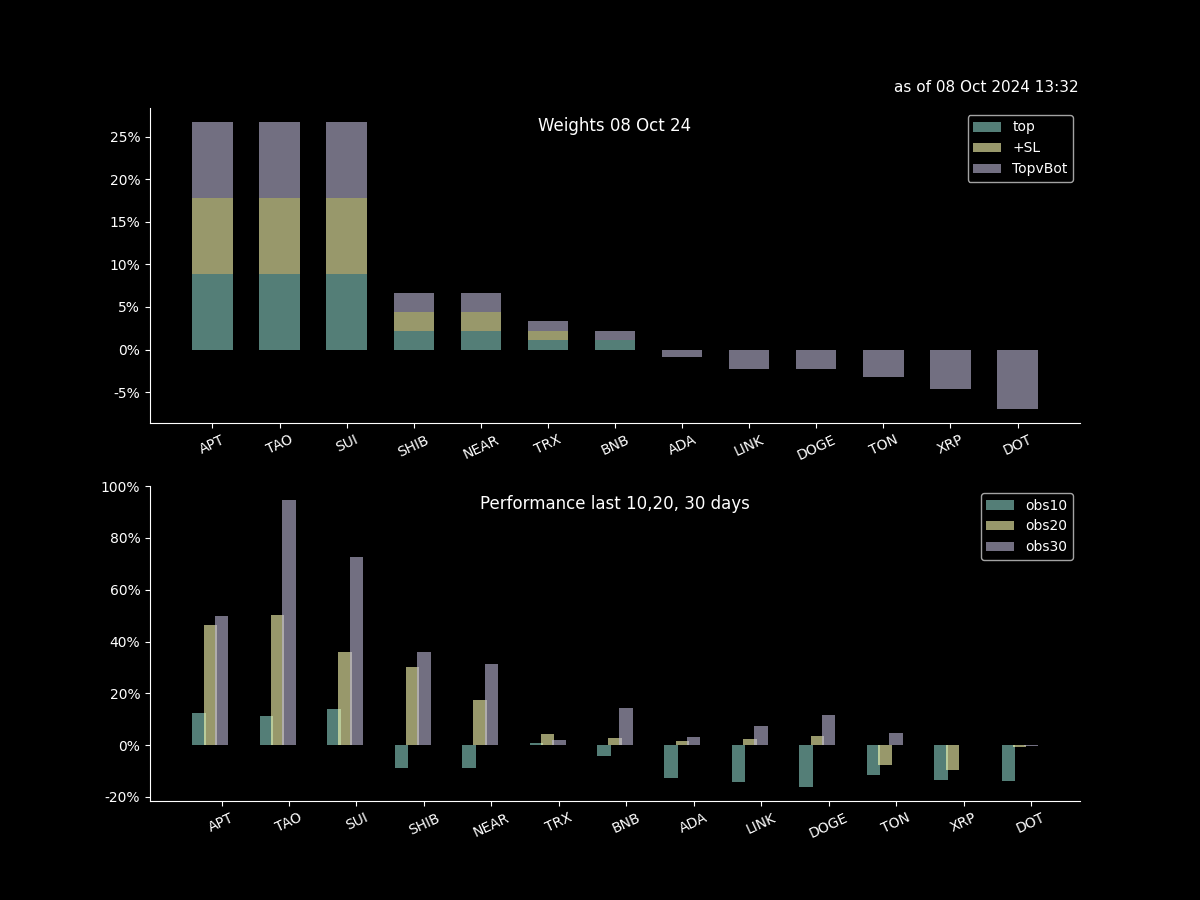 as of 08 Oct 2024 13:32
Weights 08 Oct 24
top
+SL
TopvBot
25%
20%
15%
10%
5%
0%
-5%
APT TAO SUI SHIB NEAR TRX BNB ADA LINK DOGE TON XRP DOT
Performance last 10,20, 30 days
obs10
obs20
obs30
100%
80%
60%
40%
20%
0%
-20%
APT TAO SUI SHIB NEAR TRX BNB ADA LINK DOGE TON XRP DOT